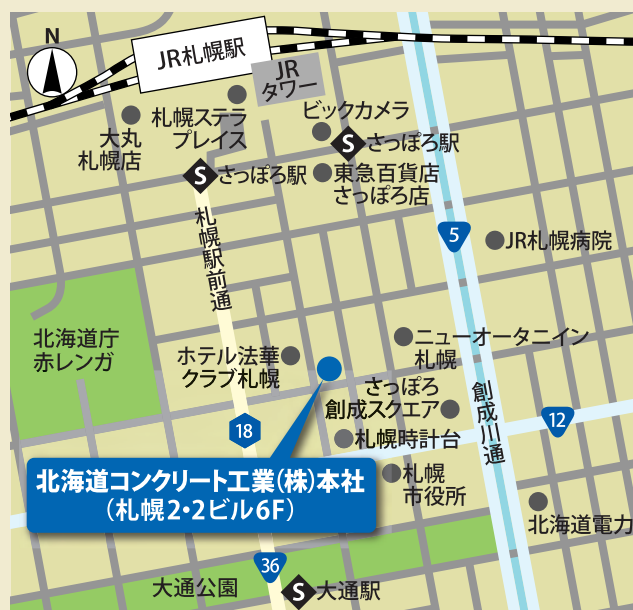 N
JR札幌駅
JR
タワー
札幌ステラ
プレイス
ビックカメラ
大丸
札幌店
S
さっぽろ駅
S
さっぽろ駅
東急百貨店
さっぽろ店
札幌駅前通
5
JR札幌病院
北海道庁
赤レンガ
ホテル法華
クラブ札幌
ニューオータニイン
札幌
さっぽろ
創成スクエア
創成川通
18
12
札幌時計台
北海道コンクリート工業(株)本社
(札幌2・2ビル6F)
札幌
市役所
北海道電力
36
大通公園
S
大通駅